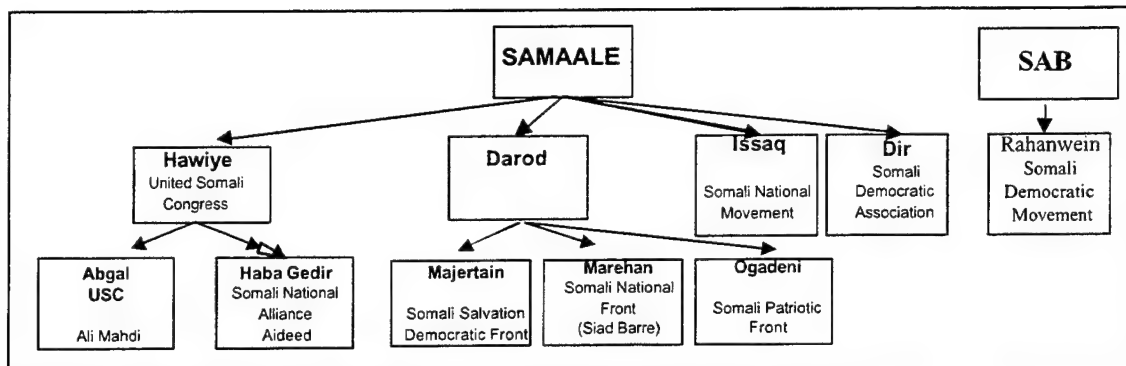 SAMAALE
SAB
Hawiye
United Somali
Congress
Darod
Issaq
Somali National
Movement
Dir
Somali
Democratic
Association
Rahanwein
Somali
Democratic
Movement
Abgal
USC
Ali Mahdi
Haba Gedir
Somali National
Alliance
Aideed
Majertain
Somali Salvation
Democratic Front
Marehan
Somali National
Front
(Siad Barre)
Ogadeni
Somali Patriotic
Front